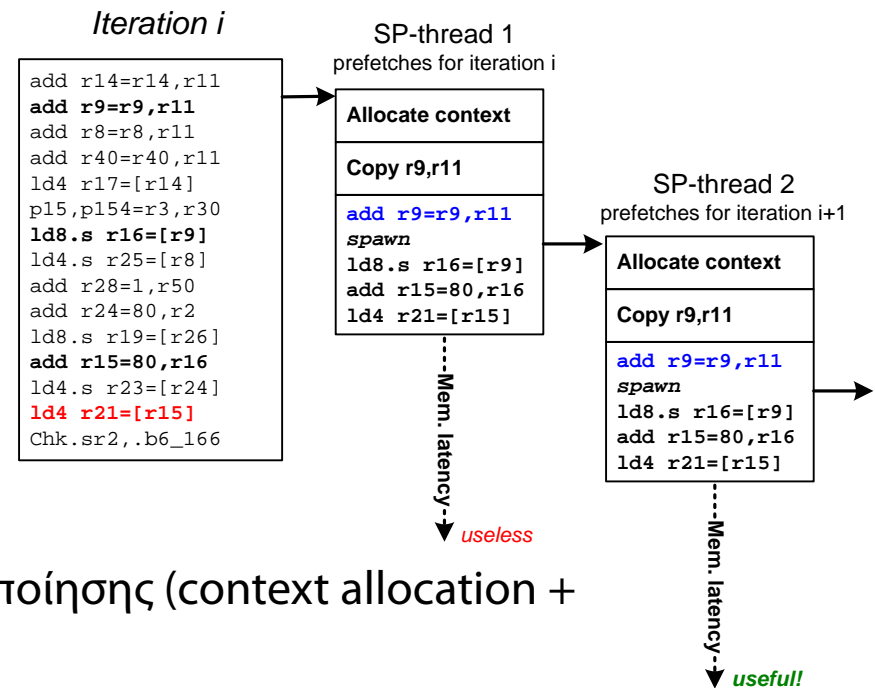 Iteration i
add r14=r14,r11
add r9=r9,r11
add r8=r8,r11
add r40=r40,r11
ld4 r17=[r14]
p15,p154=r3,r30
ld8.s r16=[r9]
ld4.s r25=[r8]
add r28=1,r50
add r24=80,r2
ld8.s r19=[r26]
add r15=80,r16
ld4.s r23=[r24]
ld4 r21=[r15]
Chk.sr2,.b6_166
SP-thread 1
prefetches for iteration i
Allocate context
Copy r9,r11
add r9=r9,r11
spawn
ld8.s r16=[r9]
add r15=80,r16
ld4 r21=[r15]
Mem. latency
useless
SP-thread 2
prefetches for iteration i+1
Allocate context
Copy r9,r11
add r9=r9,r11
spawn
ld8.s r16=[r9]
add r15=80,r16
ld4 r21=[r15]
Mem. latency
useful!
ποίησης (context allocation +